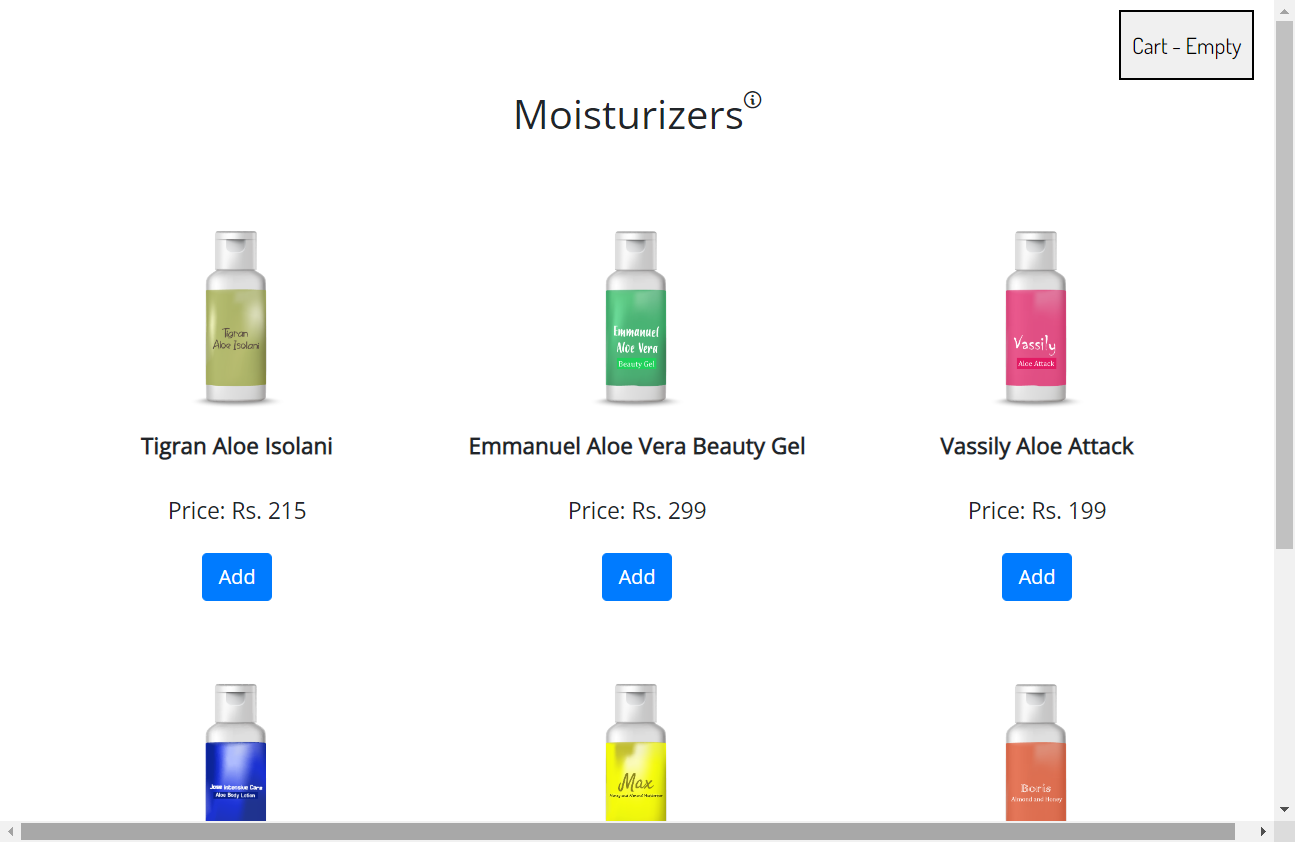 Cart - Empty
Moisturizers
Tigran
Aloe Isolani
Emmanuel
Aloe Vera
Beauty Gel
Vassily
Aloe Attack
Tigran Aloe Isolani
Emmanuel Aloe Vera Beauty Gel
Vassily Aloe Attack
Price: Rs. 215
Price: Rs. 299
Price: Rs. 199
Add
Add
Add
Jose Intensive Care
Aloe Body Lotion
Max
Boris
Almond and Honey